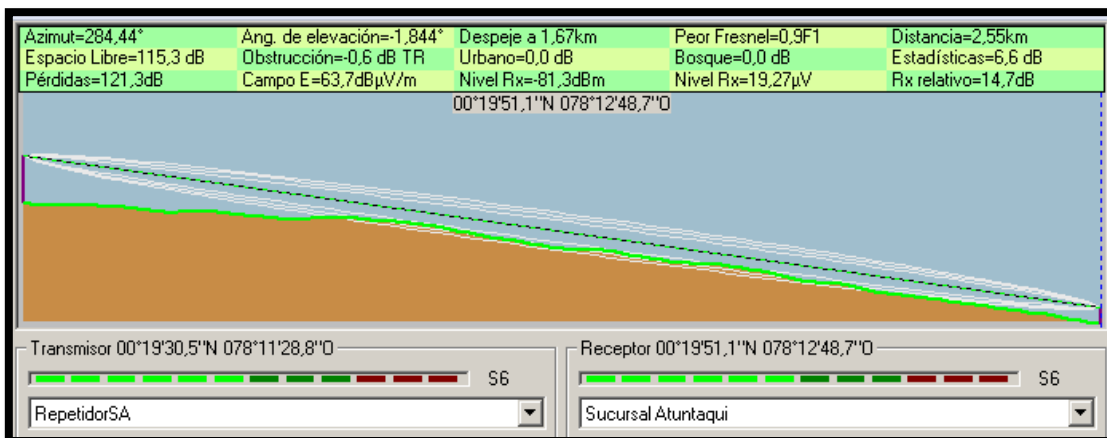 Azimut=284,44° Ang. de elevación=-1,844° Despeje a 1,67km Peor Fresnel=0,9F1 Distancia=2,55km
Espacio Libre=115,3 dB Obstrucción=-0,6 dB TR Urbano=0,0 dB Bosque=0,0 dB Estadísticas=6,6 dB
Pérdidas=121,3dB Campo E=63,7dBµV/m Nivel Rx=-81,3dBm Nivel Rx=19,27µV Rx relativo=14,7dB
00°19'51,1"N 078°12'48,7"O
Transmisor 00°19'30,5"N 078°11'28,8"O Receptor 00°19'51,1"N 078°12'48,7"O
S6 S6
RepetidorSA Sucursal Atuntaqui